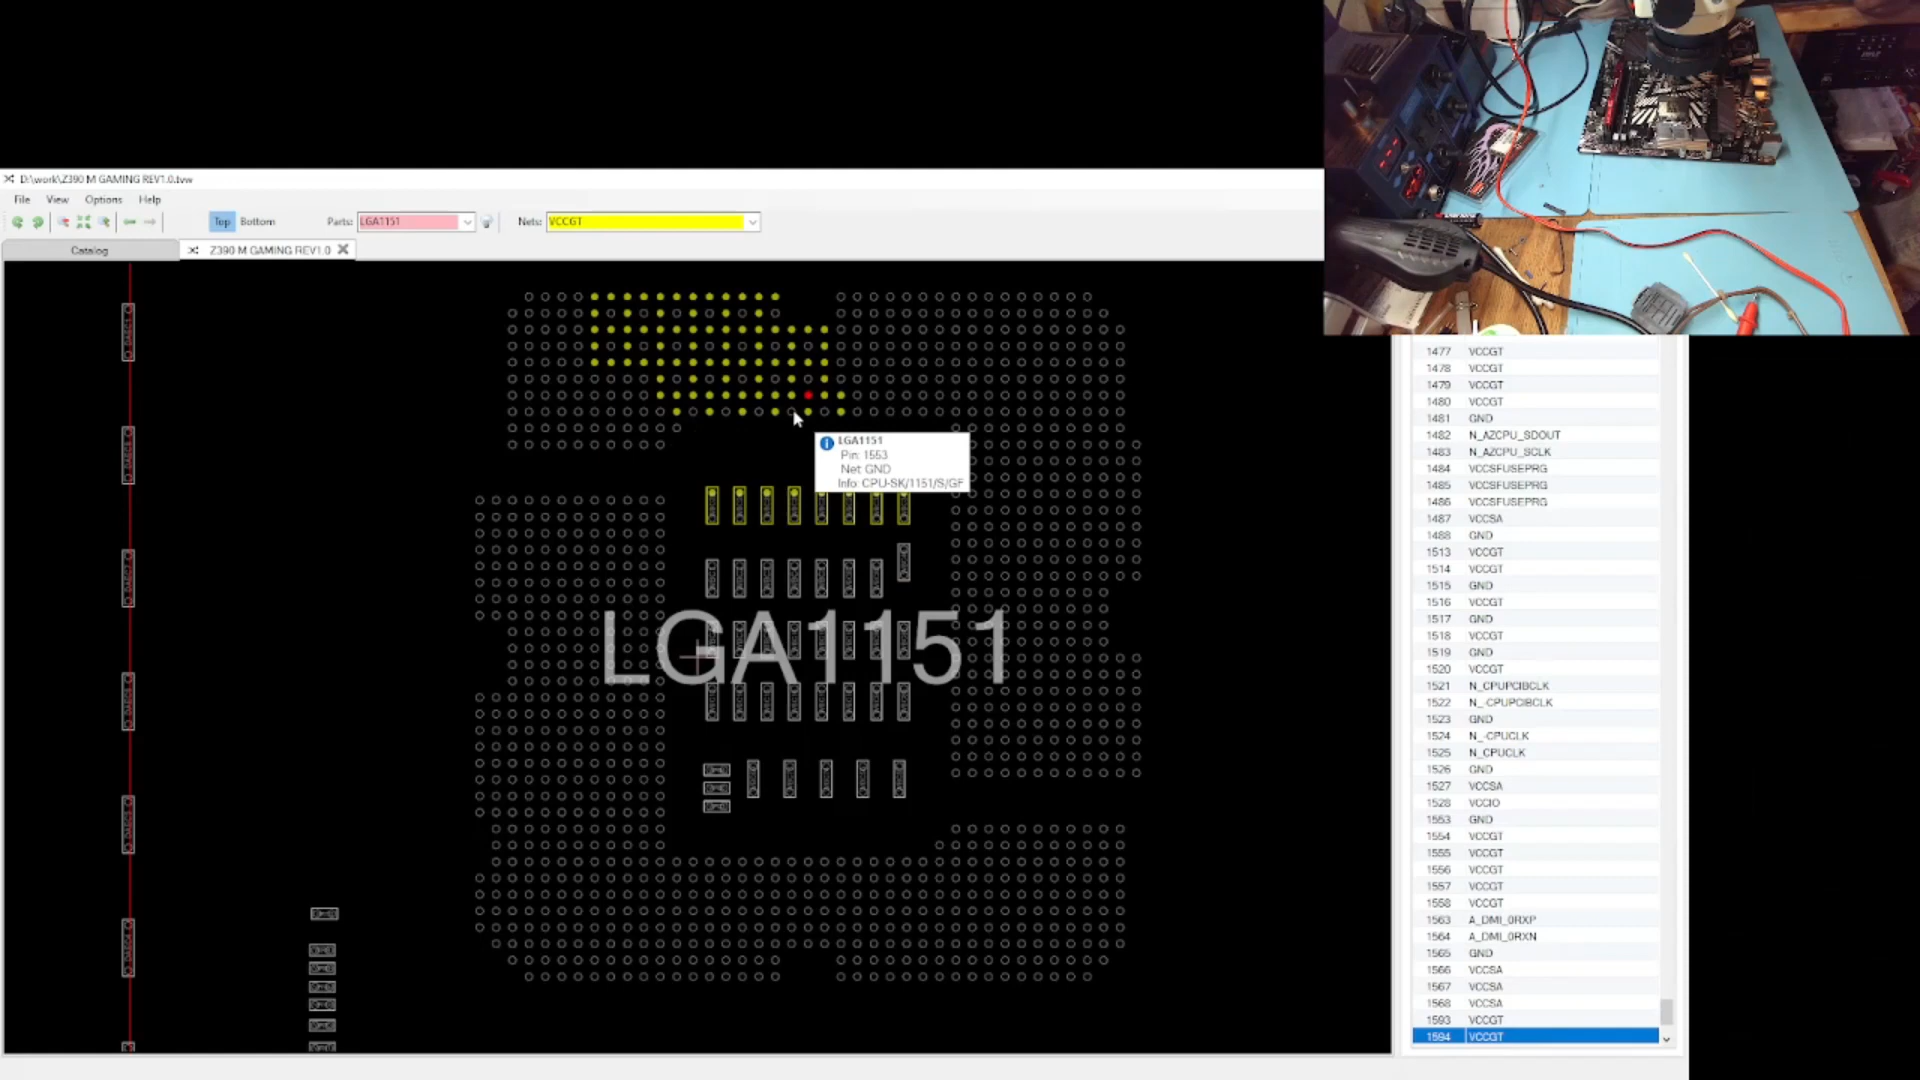 D:\work\Z390 M GAMING REV1.0.tvw
File View Options Help
Top Bottom Parts: LGA1151 Nets: VCCGT
Catalog Z390 M GAMING REV1.0
LGA1151
Pin: 1553
Net: GND
Info: CPU-SK/1151/S/GF
LGA1151
1477 VCCGT
1478 VCCGT
1479 VCCGT
1480 VCCGT
1481 GND
1482 N_AZCPU_SDOUT
1483 N_AZCPU_SCLK
1484 VCCSFUSEPRG
1485 VCCSFUSEPRG
1486 VCCSFUSEPRG
1487 VCCSA
1488 GND
1513 VCCGT
1514 VCCGT
1515 GND
1516 VCCGT
1517 GND
1518 VCCGT
1519 GND
1520 VCCGT
1521 N_CPUPCIBCLK
1522 N_-CPUPCIBCLK
1523 GND
1524 N_-CPUCLK
1525 N_CPUCLK
1526 GND
1527 VCCSA
1528 VCCIO
1553 GND
1554 VCCGT
1555 VCCGT
1556 VCCGT
1557 VCCGT
1558 VCCGT
1563 A_DMI_0RXP
1564 A_DMI_0RXN
1565 GND
1566 VCCSA
1567 VCCSA
1568 VCCSA
1593 VCCGT
1594 VCCGT